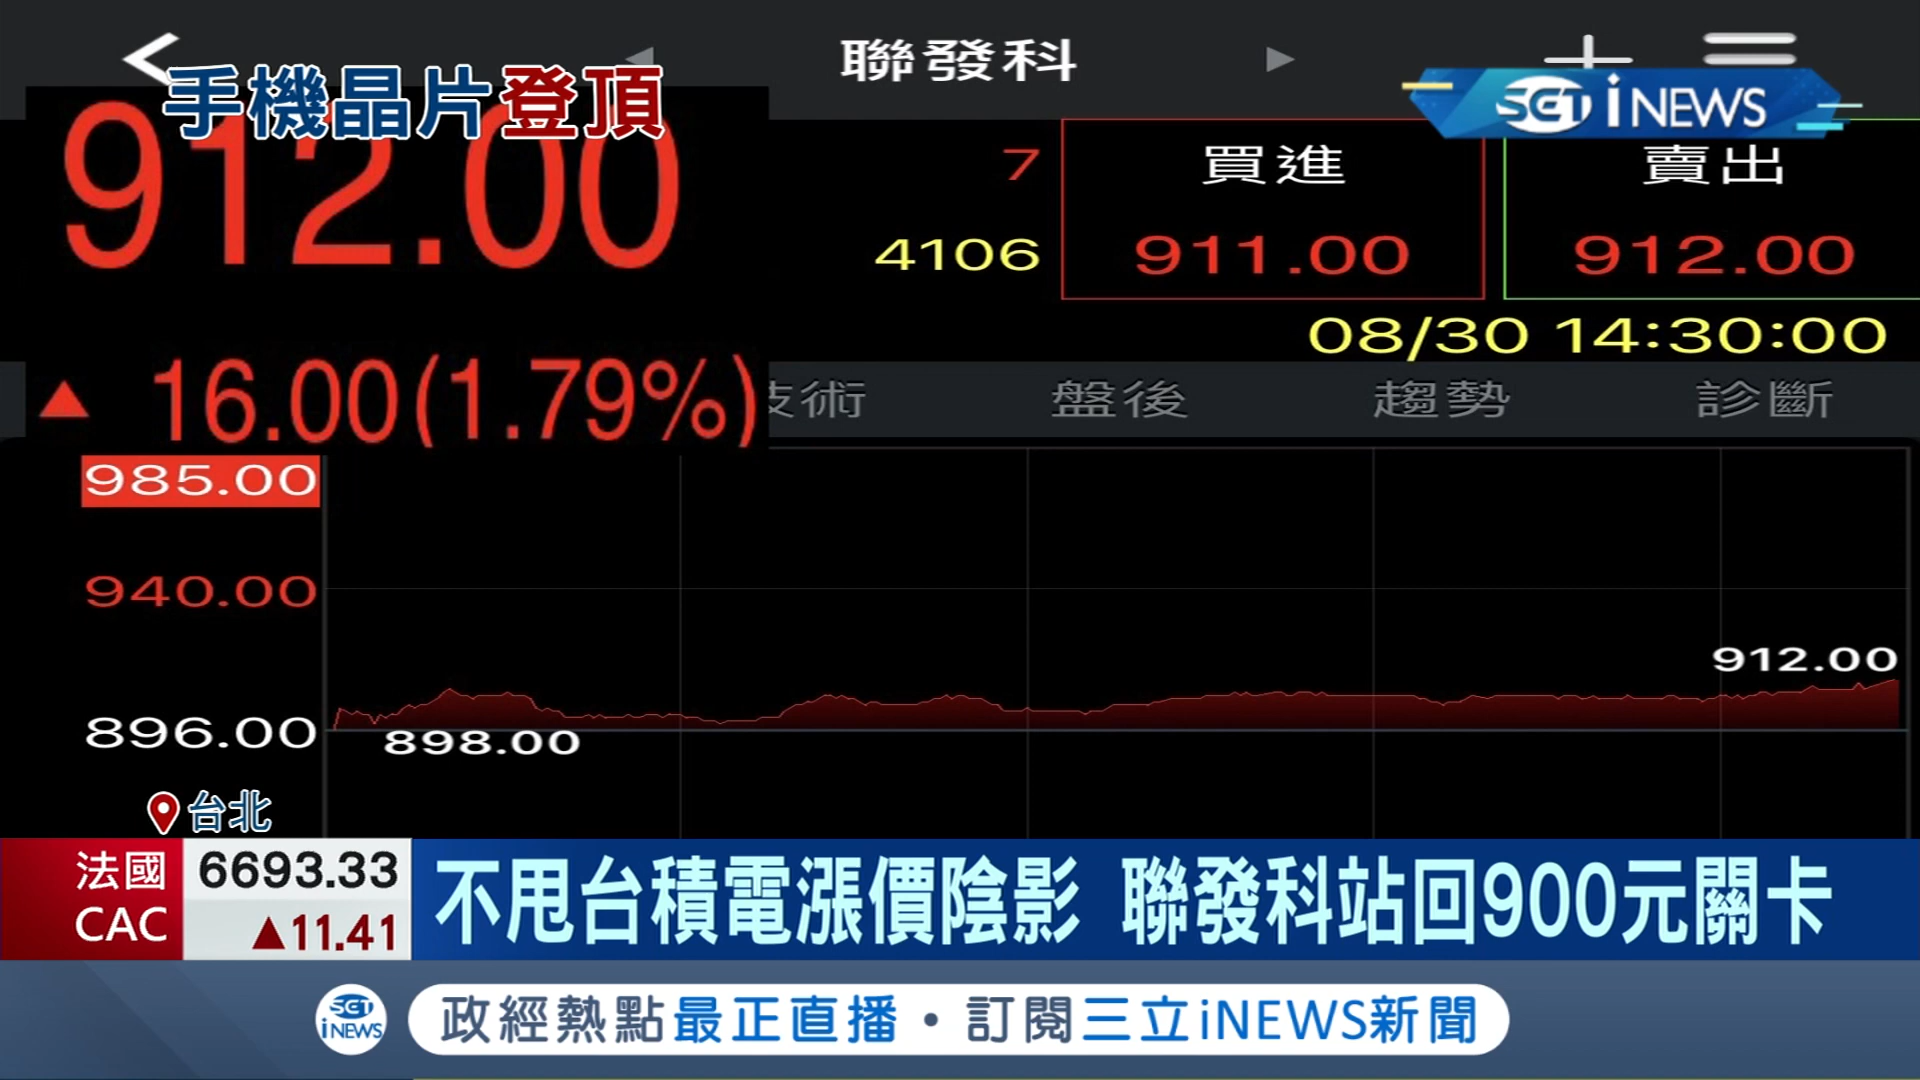 聯發科
手機晶片登頂
SET iNEWS
912.00
7
買進
賣出
4106
911.00
912.00
08/30 14:30:00
▲ 16.00(1.79%)
技術
盤後
趨勢
診斷
985.00
940.00
912.00
896.00
898.00
台北
法國
CAC
6693.33
▲11.41
不甩台積電漲價陰影 聯發科站回900元關卡
SET iNEWS
政經熱點最正直播・訂閱三立iNEWS新聞